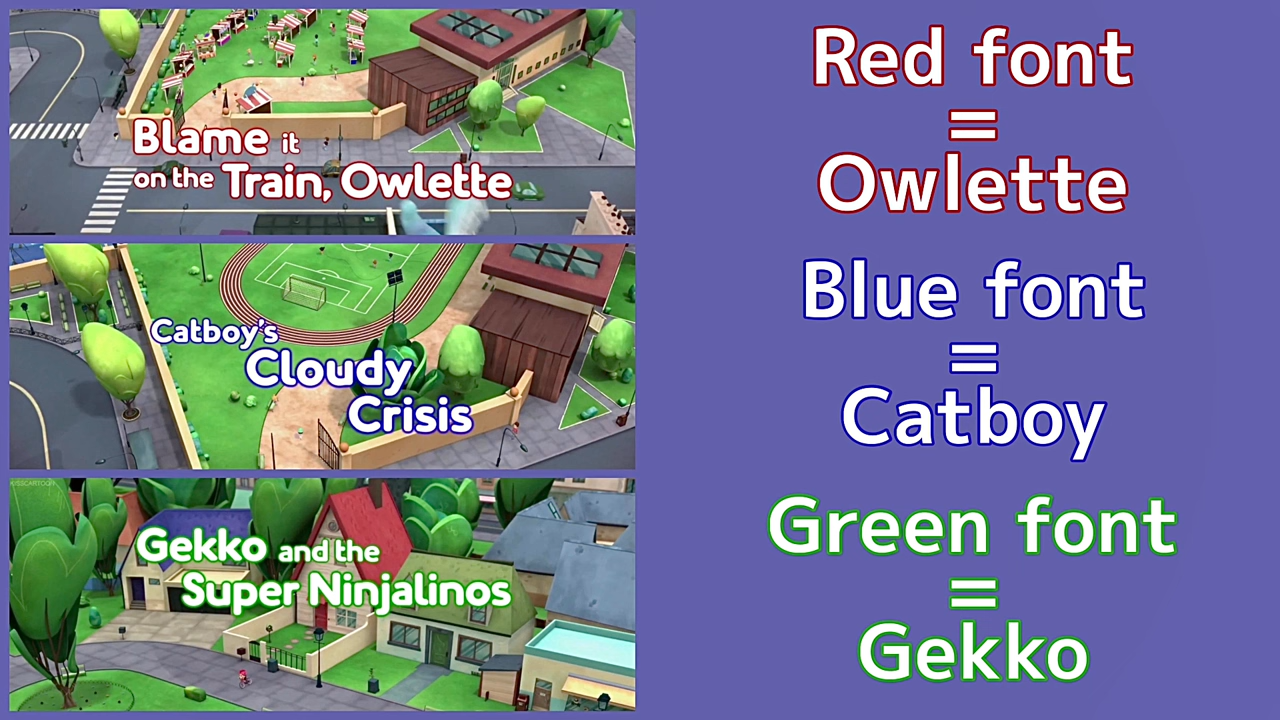 Blame it
on the Train, Owlette
Catboy's
Cloudy
Crisis
Gekko and the
Super Ninjalinos
Red font
=
Owlette
Blue font
=
Catboy
Green font
=
Gekko